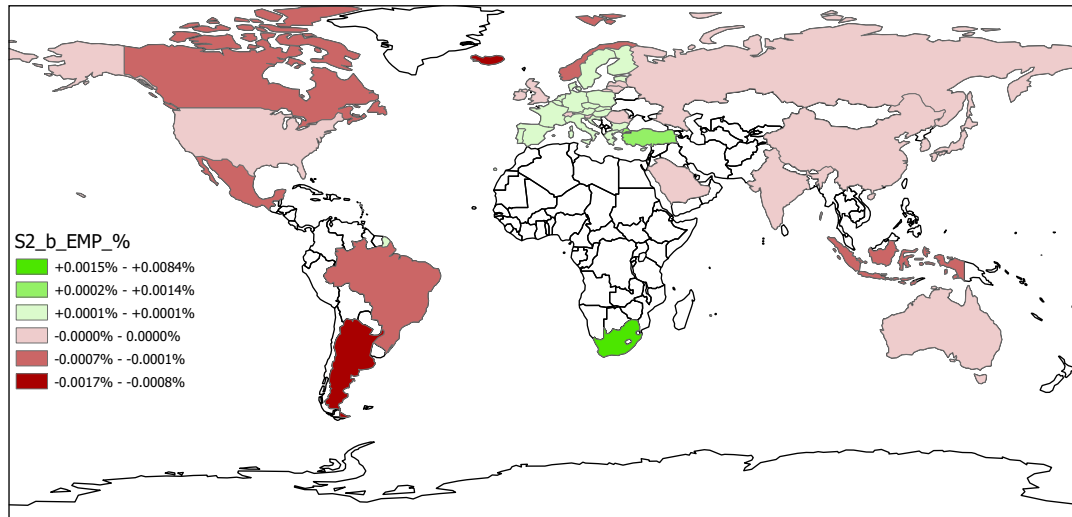 S2_b_EMP_%
+0.0015% - +0.0084%
+0.0002% - +0.0014%
+0.0001% - +0.0001%
-0.0000% - 0.0000%
-0.0007% - -0.0001%
-0.0017% - -0.0008%